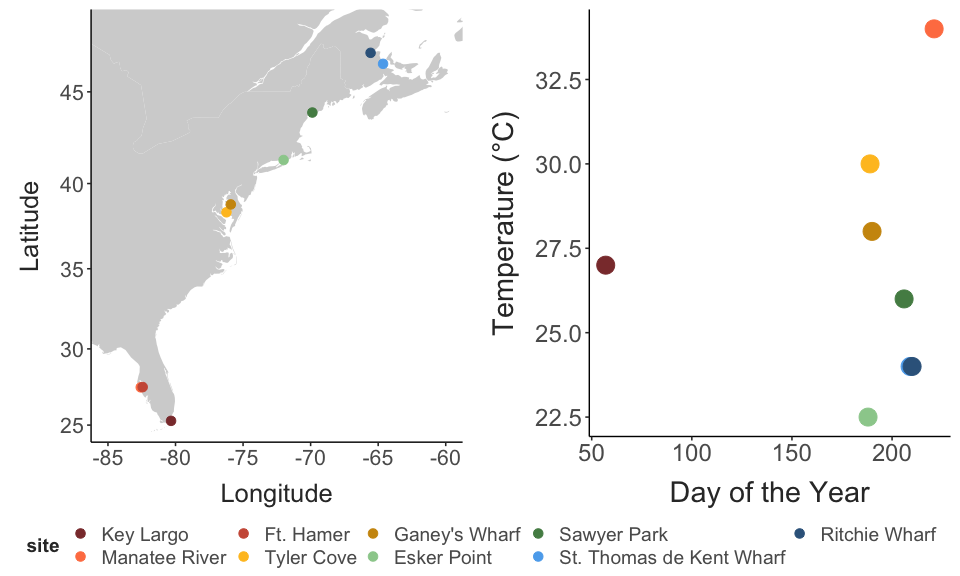 Latitude
45
40
35
30
25
-85 -80 -75 -70 -65 -60
Longitude
Temperature (°C)
32.5
30.0
27.5
25.0
22.5
50 100 150 200
Day of the Year
site
Key Largo Ft. Hamer Ganey's Wharf Sawyer Park Ritchie Wharf
Manatee River Tyler Cove Esker Point St. Thomas de Kent Wharf